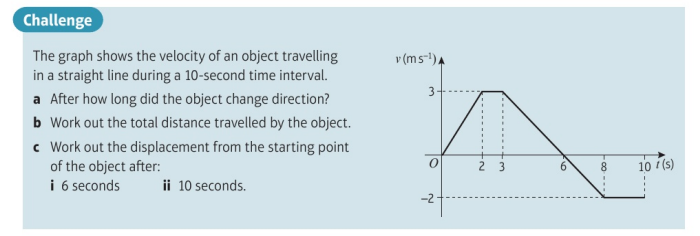 Challenge
The graph shows the velocity of an object travelling
in a straight line during a 10-second time interval.
a After how long did the object change direction?
b Work out the total distance travelled by the object.
c Work out the displacement from the starting point
of the object after:
i 6 seconds ii 10 seconds.
v (m s⁻¹)
3
O 2 3 6 8 10 t (s)
−2